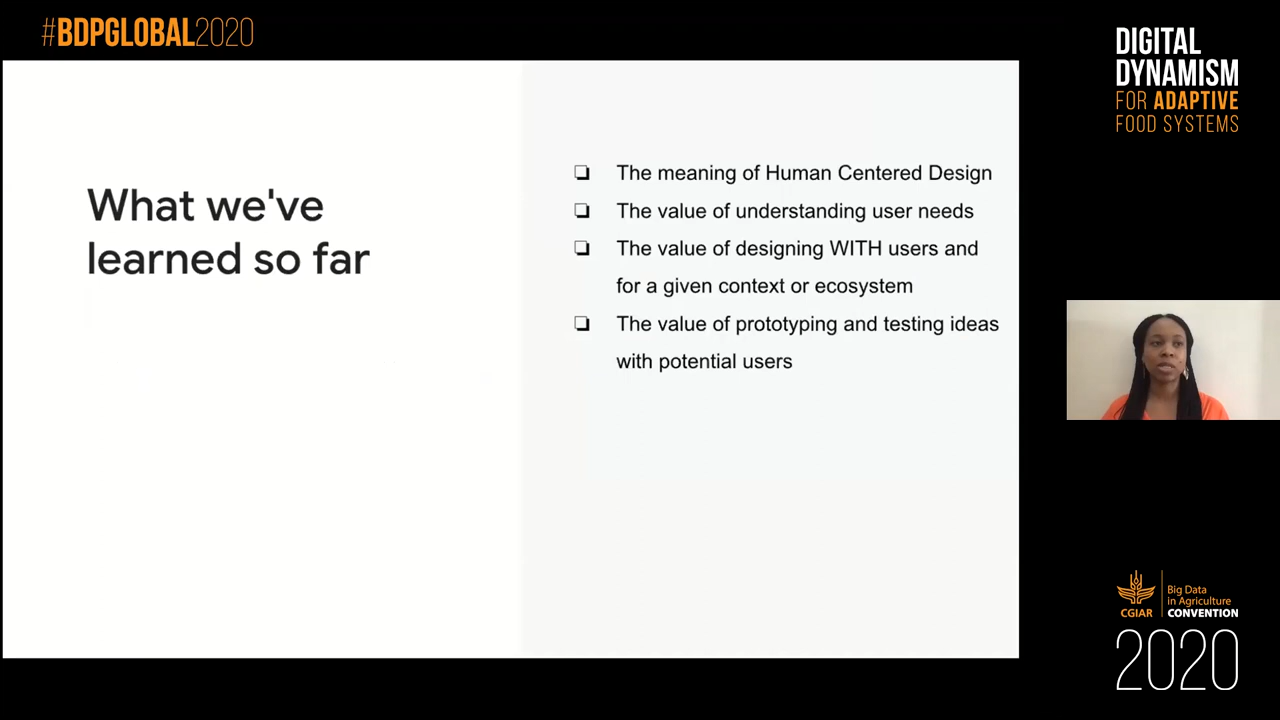 #BDPGLOBAL2020
DIGITAL
DYNAMISM
FOR ADAPTIVE
FOOD SYSTEMS
What we've
learned so far
The meaning of Human Centered Design
The value of understanding user needs
The value of designing WITH users and
for a given context or ecosystem
The value of prototyping and testing ideas
with potential users
CGIAR
Big Data
in Agriculture
CONVENTION
2020